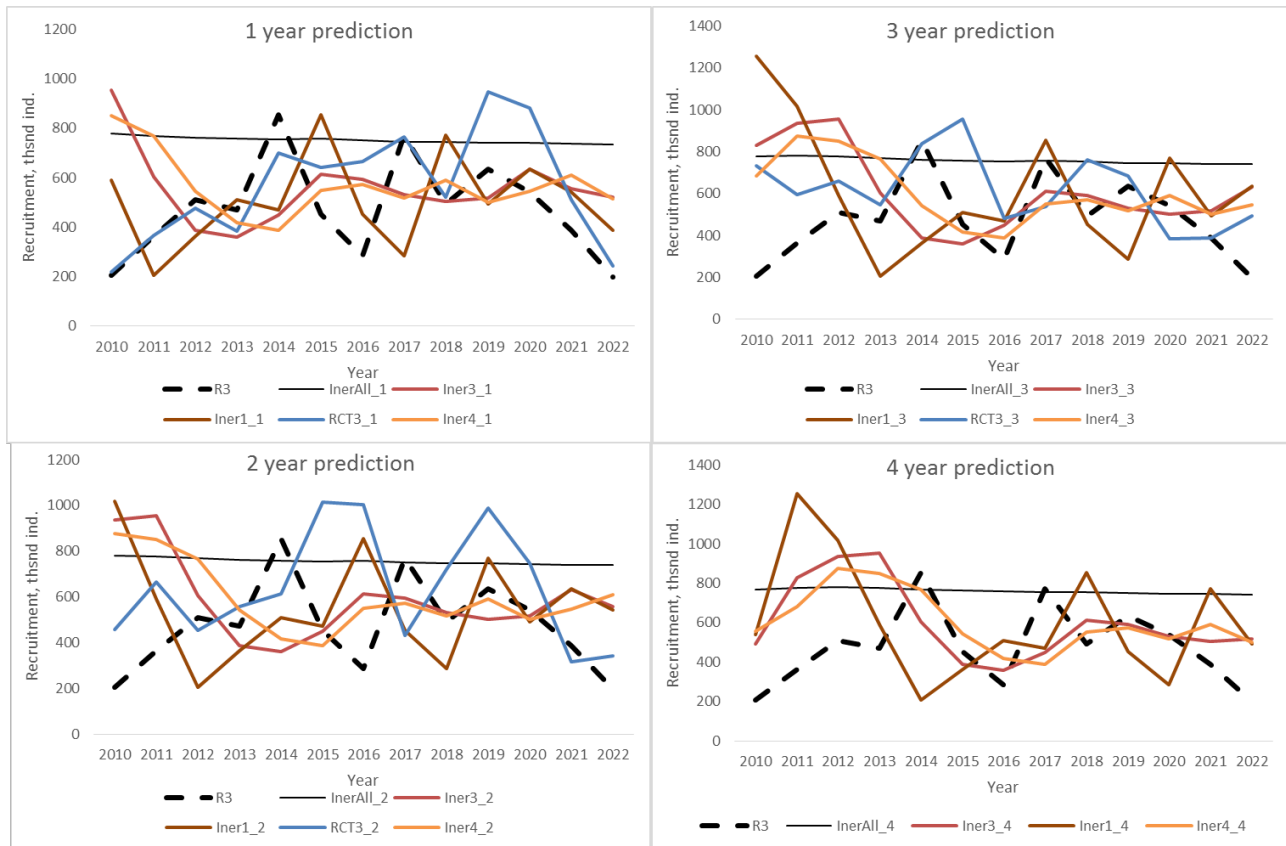 1 year prediction
1200
1000
800
600
400
200
0
Recruitment, thsnd ind.
2010 2011 2012 2013 2014 2015 2016 2017 2018 2019 2020 2021 2022
Year
R3 InerAll_1 Iner3_1
Iner1_1 RCT3_1 Iner4_1
3 year prediction
1400
1200
1000
800
600
400
200
0
Recruitment, thsnd ind.
2010 2011 2012 2013 2014 2015 2016 2017 2018 2019 2020 2021 2022
Year
R3 InerAll_3 Iner3_3
Iner1_3 RCT3_3 Iner4_3
2 year prediction
1200
1000
800
600
400
200
0
Recruitment, thsnd ind.
2010 2011 2012 2013 2014 2015 2016 2017 2018 2019 2020 2021 2022
Year
R3 InerAll_2 Iner3_2
Iner1_2 RCT3_2 Iner4_2
4 year prediction
1400
1200
1000
800
600
400
200
0
Recruitment, thsnd ind.
2010 2011 2012 2013 2014 2015 2016 2017 2018 2019 2020 2021 2022
Year
R3 InerAll_4 Iner3_4 Iner1_4 Iner4_4